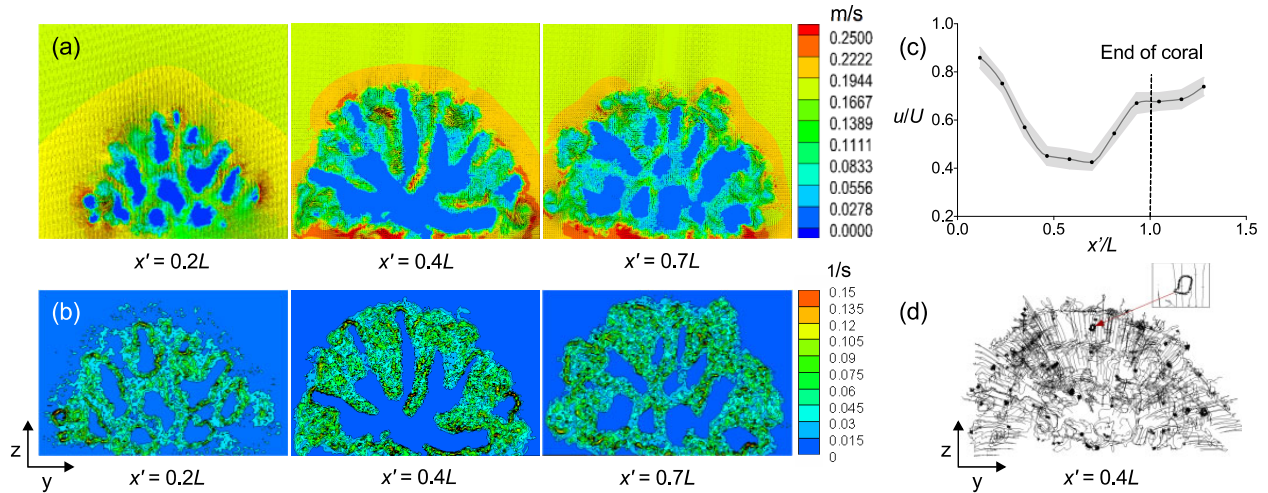 (a)
x' = 0.2L
x' = 0.4L
x' = 0.7L
m/s
0.2500
0.2222
0.1944
0.1667
0.1389
0.1111
0.0833
0.0556
0.0278
0.0000
(c)
1.0
0.8
u/U
0.6
0.4
0.2
End of coral
0.0
0.5
1.0
1.5
x'/L
(b)
z
y
x' = 0.2L
x' = 0.4L
x' = 0.7L
1/s
0.15
0.135
0.12
0.105
0.09
0.075
0.06
0.045
0.03
0.015
0
(d)
z
y
x' = 0.4L